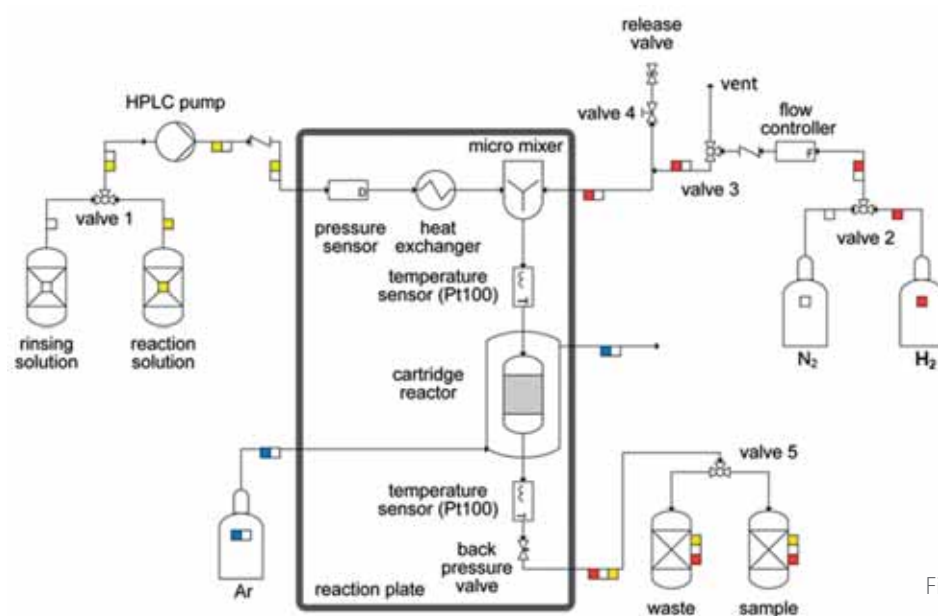 release
valve
HPLC pump
valve 4
vent
flow
controller
F
micro mixer
valve 3
valve 1
D
valve 2
pressure
sensor
heat
exchanger
temperature
sensor (Pt100)
T
rinsing
solution
reaction
solution
N₂
H₂
cartridge
reactor
valve 5
temperature
sensor (Pt100)
T
Ar
back
pressure
valve
reaction plate
waste
sample
F